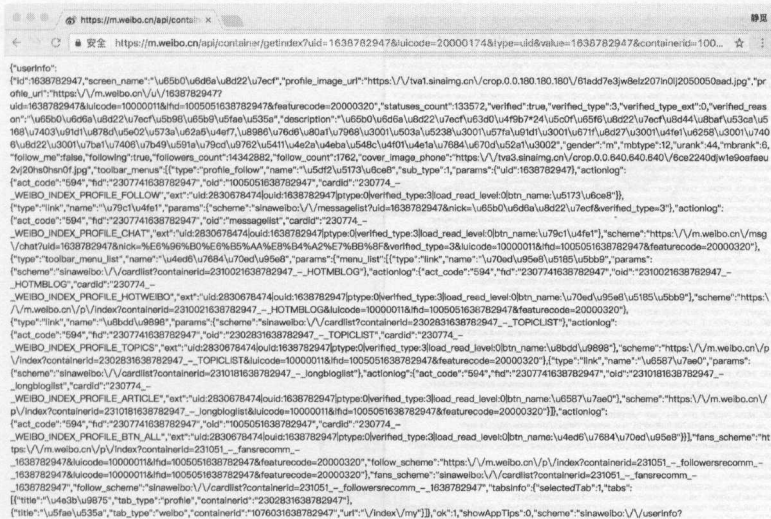 https://m.weibo.cn/api/contain ×
静觅
安全 https://m.weibo.cn/api/container/getIndex?uid=1638782947&luicode=20000174&type=uid&value=1638782947&containerid=100...
{"userInfo":
{"id":1638782947,"screen_name":"\u65b0\u6d6a\u8d22\u7ecf","profile_image_url":"https:\/\/tva1.sinaimg.cn\/crop.0.0.180.180.180\/61add7e3jw8elz207in0lj2050050aad.jpg","pr
ofile_url":"https:\/\/m.weibo.cn\/u\/1638782947?
uid=1638782947&luicode=10000011&lfid=1005051638782947&featurecode=20000320","statuses_count":133572,"verified":true,"verified_type":3,"verified_type_ext":0,"verified_reas
on":"\u65b0\u6d6a\u8d22\u7ecf\u5b98\u65b9\u5fae\u535a","description":"\u65b0\u6d6a\u8d22\u7ecf\u63d0\u4f9b7*24\u5c0f\u65f6\u8d22\u7ecf\u8d44\u8baf\u53ca\u5
168\u7403\u91d1\u878d\u5e02\u573a\u62a5\u4ef7,\u8986\u76d6\u80a1\u7968\u3001\u503a\u5238\u3001\u57fa\u91d1\u3001\u671f\u8d27\u3001\u4fe1\u6258\u3001\u740
6\u8d22\u3001\u7ba1\u7406\u7b49\u591a\u79cd\u9762\u5411\u4e2a\u4eba\u548c\u4f01\u4e1a\u7684\u670d\u52a1\u3002","gender":"m","mbtype":12,"urank":44,"mbrank":6,
"follow_me":false,"following":true,"followers_count":14342882,"follow_count":1762,"cover_image_phone":"https:\/\/tva3.sinaimg.cn\/crop.0.0.640.640.640\/6ce2240djw1e9oafaeu
2vj20hs0hsn0f.jpg","toolbar_menus":[{"type":"profile_follow","name":"\u5df2\u5173\u6ce8","sub_type":1,"params":{"uid":1638782947},"actionlog":
{"act_code":"594","fid":"2307741638782947","oid":"1005051638782947","cardid":"230774_-
_WEIBO_INDEX_PROFILE_FOLLOW","ext":"uid:2830678474|ouid:1638782947|ptype:0|verified_type:3|load_read_level:0|btn_name:\u5173\u6ce8"}},
{"type":"link","name":"\u79c1\u4fe1","params":{"scheme":"sinaweibo:\/\/messagelist?uid=1638782947&nick=\u65b0\u6d6a\u8d22\u7ecf&verified_type=3"},"actionlog":
{"act_code":"594","fid":"2307741638782947","oid":"messagelist","cardid":"230774_-
_WEIBO_INDEX_PROFILE_CHAT","ext":"uid:2830678474|ouid:1638782947|ptype:0|verified_type:3|load_read_level:0|btn_name:\u79c1\u4fe1"},"scheme":"https:\/\/m.weibo.cn\/msg
\/chat?uid=1638782947&nick=%E6%96%B0%E6%B5%AA%E8%B4%A2%E7%BB%8F&verified_type=3&luicode=10000011&lfid=1005051638782947&featurecode=20000320"},
{"type":"toolbar_menu_list","name":"\u4ed6\u7684\u70ed\u95e8","params":{"menu_list":[{"type":"link","name":"\u70ed\u95e8\u5185\u5bb9","params":
{"scheme":"sinaweibo:\/\/cardlist?containerid=2310021638782947_-_HOTMBLOG"},"actionlog":{"act_code":"594","fid":"2307741638782947","oid":"2310021638782947_-
_HOTMBLOG","cardid":"230774_-
_WEIBO_INDEX_PROFILE_HOTWEIBO","ext":"uid:2830678474|ouid:1638782947|ptype:0|verified_type:3|load_read_level:0|btn_name:\u70ed\u95e8\u5185\u5bb9"},"scheme":"https:\
/\/m.weibo.cn\/p\/index?containerid=2310021638782947_-_HOTMBLOG&luicode=10000011&lfid=1005051638782947&featurecode=20000320"},
{"type":"link","name":"\u8bdd\u9898","params":{"scheme":"sinaweibo:\/\/cardlist?containerid=2302831638782947_-_TOPICLIST"},"actionlog":
{"act_code":"594","fid":"2307741638782947","oid":"2302831638782947_-_TOPICLIST","cardid":"230774_-
_WEIBO_INDEX_PROFILE_TOPICS","ext":"uid:2830678474|ouid:1638782947|ptype:0|verified_type:3|load_read_level:0|btn_name:\u8bdd\u9898"},"scheme":"https:\/\/m.weibo.cn\/p
\/index?containerid=2302831638782947_-_TOPICLIST&luicode=10000011&lfid=1005051638782947&featurecode=20000320"},{"type":"link","name":"\u6587\u7ae0","params":
{"scheme":"sinaweibo:\/\/cardlist?containerid=2310181638782947_-_longbloglist"},"actionlog":{"act_code":"594","fid":"2307741638782947","oid":"2310181638782947_-
_longbloglist","cardid":"230774_-
_WEIBO_INDEX_PROFILE_ARTICLE","ext":"uid:2830678474|ouid:1638782947|ptype:0|verified_type:3|load_read_level:0|btn_name:\u6587\u7ae0"},"scheme":"https:\/\/m.weibo.cn\/
p\/index?containerid=2310181638782947_-_longbloglist&luicode=10000011&lfid=1005051638782947&featurecode=20000320"}]},"actionlog":
{"act_code":"594","fid":"2307741638782947","oid":"1005051638782947","cardid":"230774_-
_WEIBO_INDEX_PROFILE_BTN_ALL","ext":"uid:2830678474|ouid:1638782947|ptype:0|verified_type:3|load_read_level:0|btn_name:\u4ed6\u7684\u70ed\u95e8"}}],"fans_scheme":"ht
tps:\/\/m.weibo.cn\/p\/index?containerid=231051_-_fansrecomm_-
_1638782947&luicode=10000011&lfid=1005051638782947&featurecode=20000320","follow_scheme":"https:\/\/m.weibo.cn\/p\/index?containerid=231051_-_followersrecomm_-
_1638782947&luicode=10000011&lfid=1005051638782947&featurecode=20000320"},"fans_scheme":"sinaweibo:\/\/cardlist?containerid=231051_-_fansrecomm_-
_1638782947","follow_scheme":"sinaweibo:\/\/cardlist?containerid=231051_-_followersrecomm_-_1638782947","tabsInfo":{"selectedTab":1,"tabs":
[{"title":"\u4e3b\u9875","tab_type":"profile","containerid":"2302831638782947"},
{"title":"\u5fae\u535a","tab_type":"weibo","containerid":"1076031638782947","url":"\/index\/my"}]},"ok":1,"showAppTips":0,"scheme":"sinaweibo:\/\/userinfo?